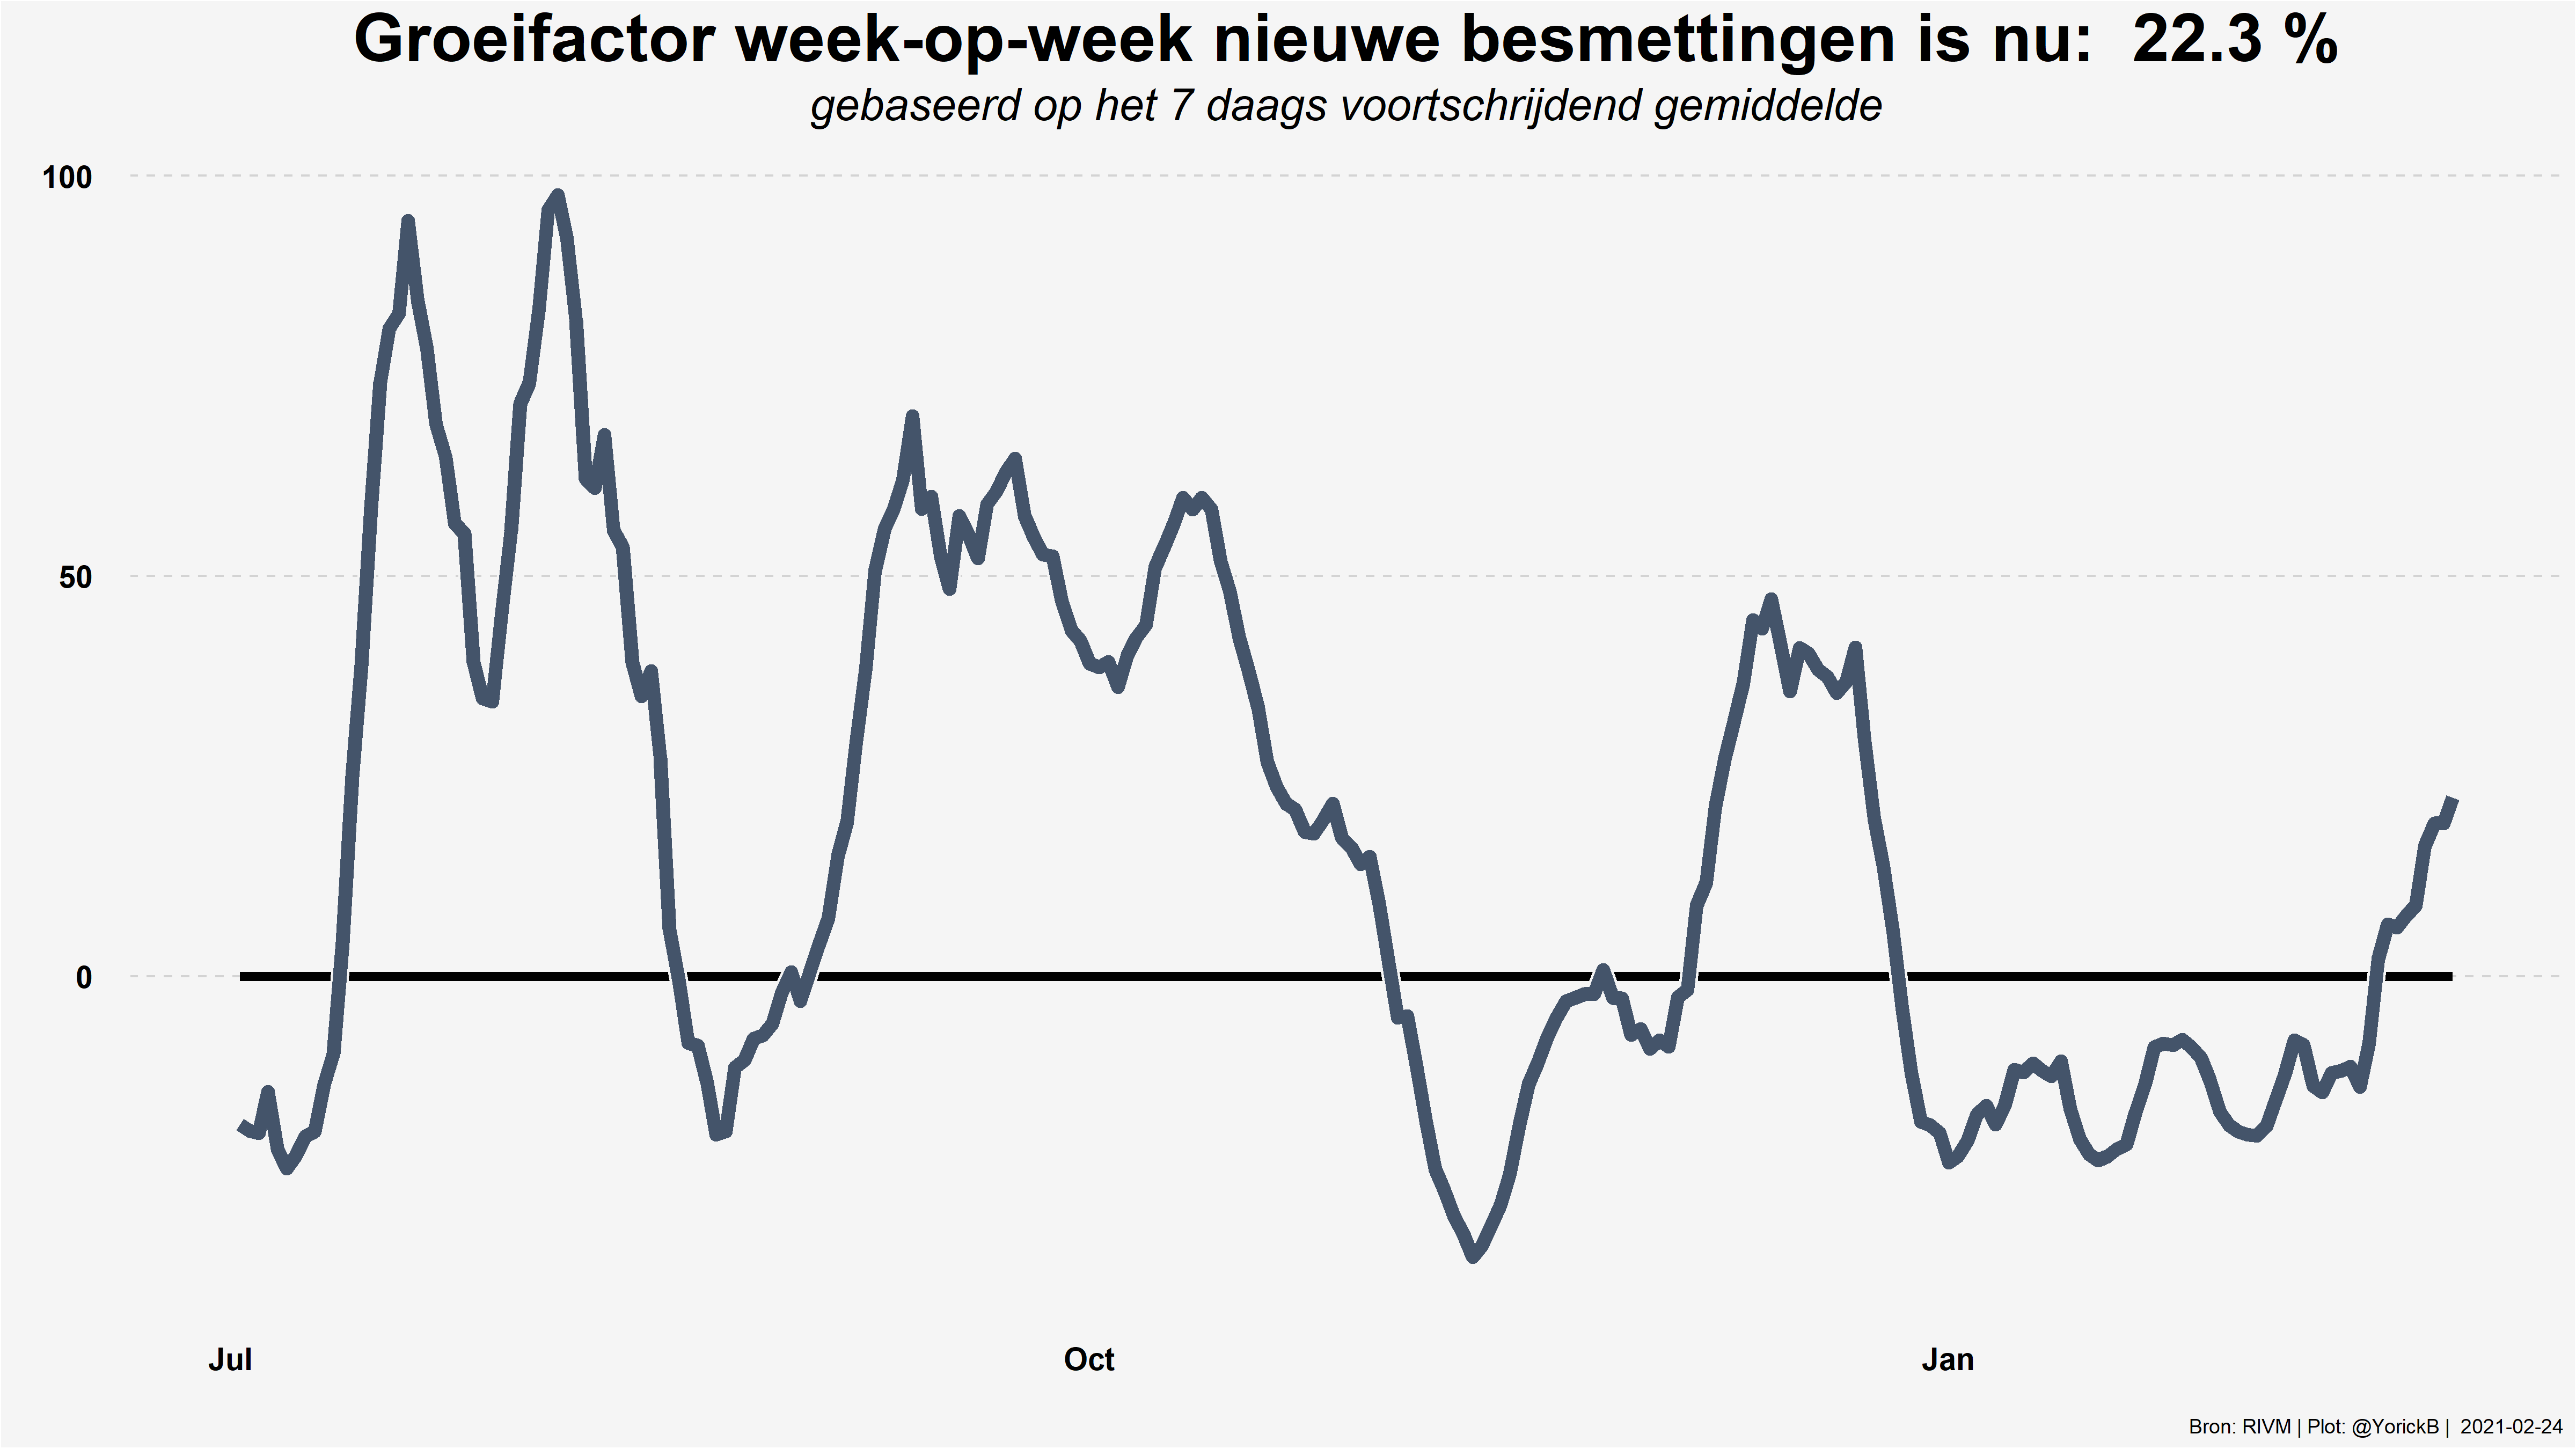 Groeifactor week-op-week nieuwe besmettingen is nu:  22.3 %
gebaseerd op het 7 daags voortschrijdend gemiddelde
100
50
0
Jul Oct Jan
Bron: RIVM | Plot: @YorickB |  2021-02-24